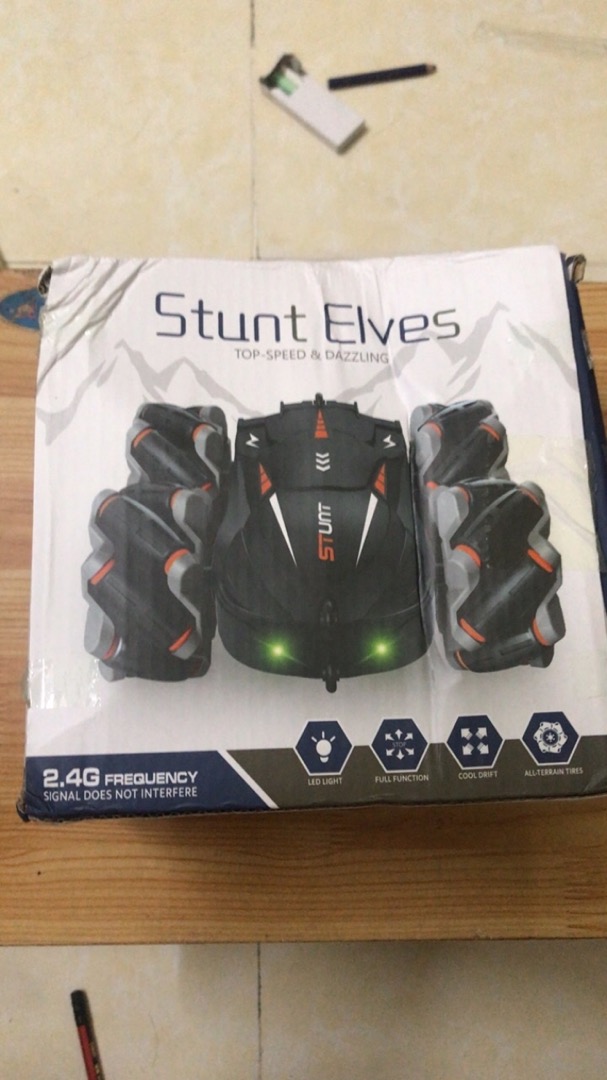 Stunt Elves
TOP-SPEED & DAZZLING
STUNT
STOP
2.4G FREQUENCY
SIGNAL DOES NOT INTERFERE
LED LIGHT
FULL FUNCTION
COOL DRIFT
ALL-TERRAIN TIRES